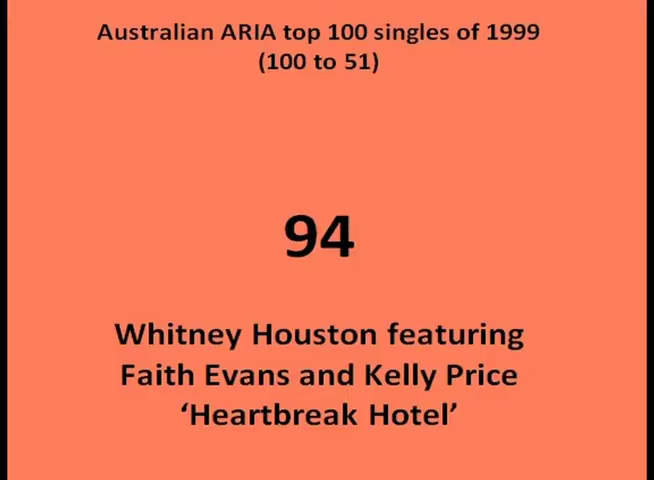 Australian ARIA top 100 singles of 1999
(100 to 51)
94
Whitney Houston featuring
Faith Evans and Kelly Price
‘Heartbreak Hotel’